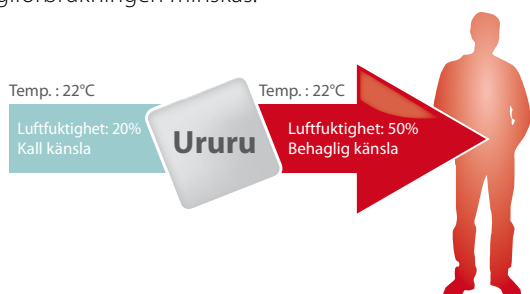 Temp. : 22°C
Luftfuktighet: 20%
Kall känsla
Ururu
Temp. : 22°C
Luftfuktighet: 50%
Behaglig känsla